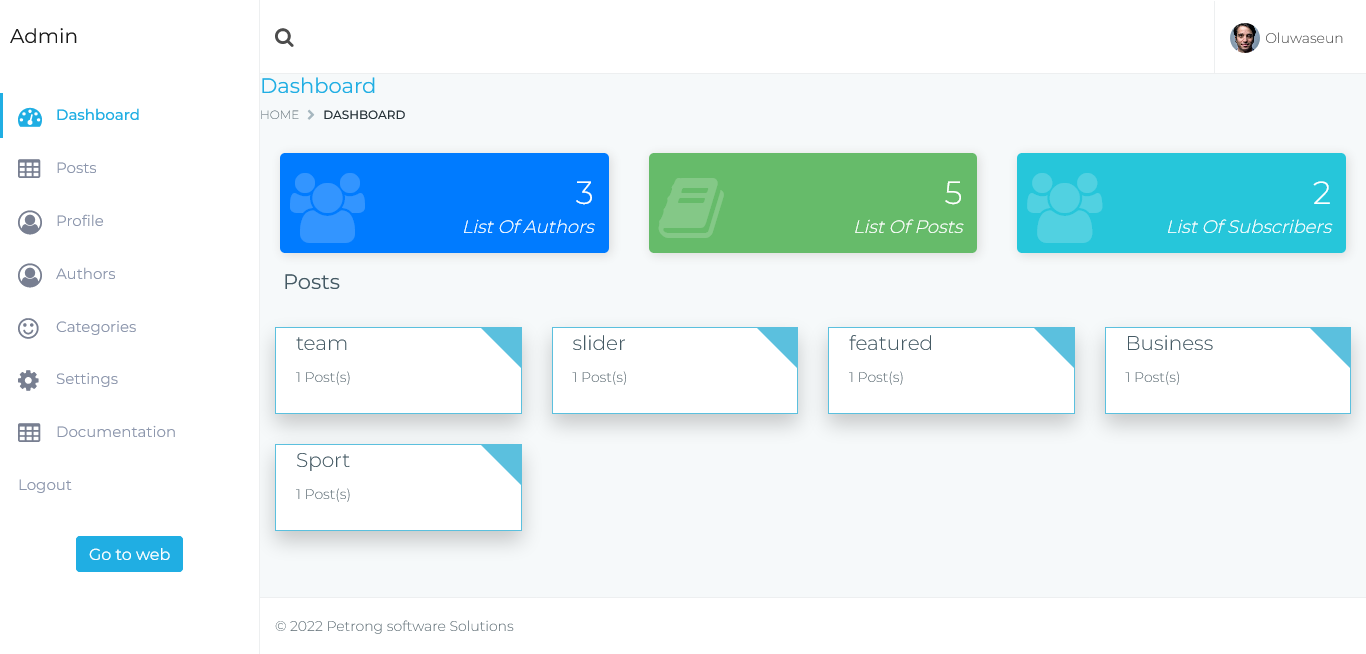 Admin
Oluwaseun
Dashboard
Posts
Profile
Authors
Categories
Settings
Documentation
Logout
Go to web
Dashboard
HOME DASHBOARD
3
List Of Authors
5
List Of Posts
2
List Of Subscribers
Posts
team
1 Post(s)
slider
1 Post(s)
featured
1 Post(s)
Business
1 Post(s)
Sport
1 Post(s)
© 2022 Petrong software Solutions